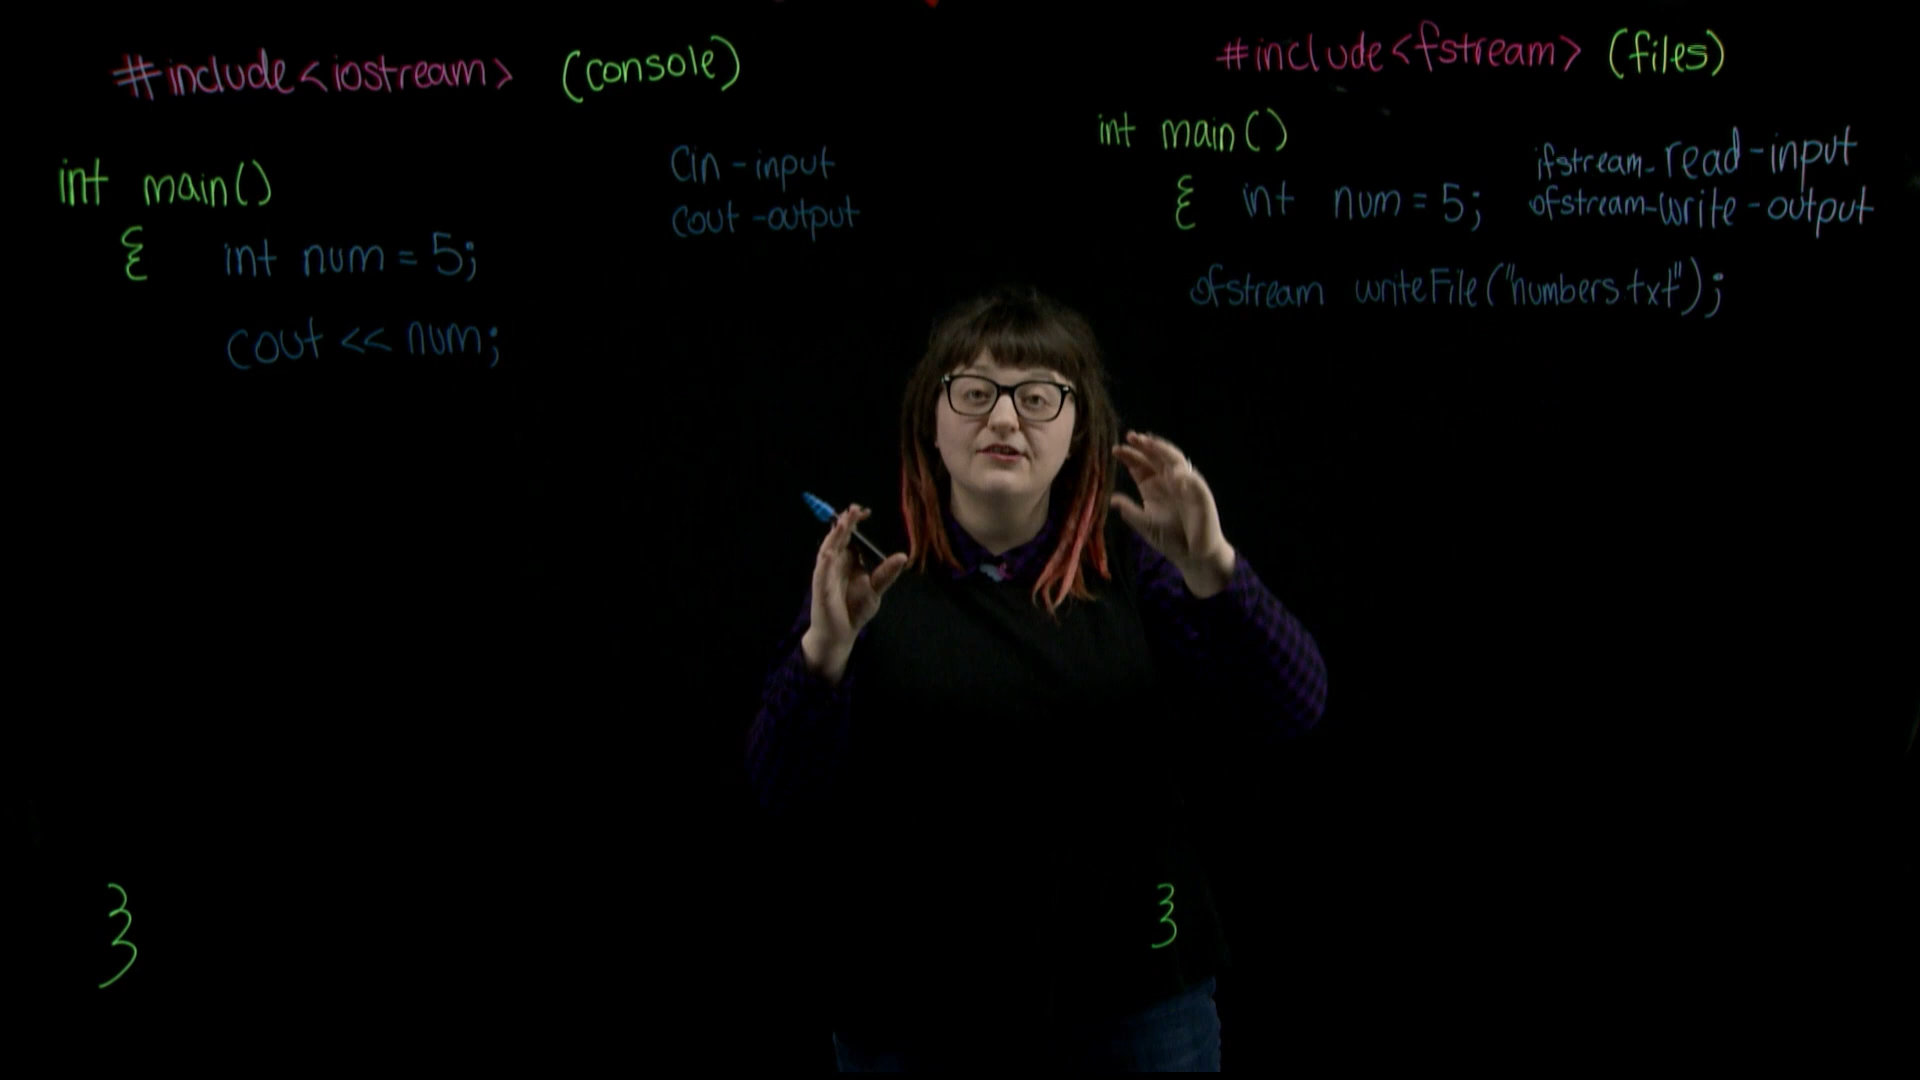 #include<iostream> (console)
int main()
{ int num = 5;
cout << num;
}
cin - input
cout - output
#include<fstream> (files)
int main()
{ int num = 5;
ifstream - read - input
ofstream - write - output
ofstream writeFile("numbers.txt");
}